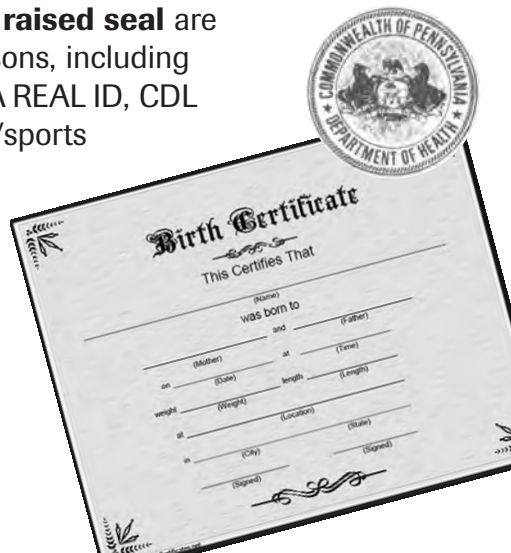 raised seal are
sons, including
A REAL ID, CDL
/sports
COMMONWEALTH OF PENNSYLVANIA
DEPARTMENT OF HEALTH
Birth Certificate
This Certifies That
(Name)
was born to
and
(Mother) (Father)
on at
(Date) (Time)
weight length
(Weight) (Length)
at
(Location)
in
(City) (State)
(Signed) (Signed)